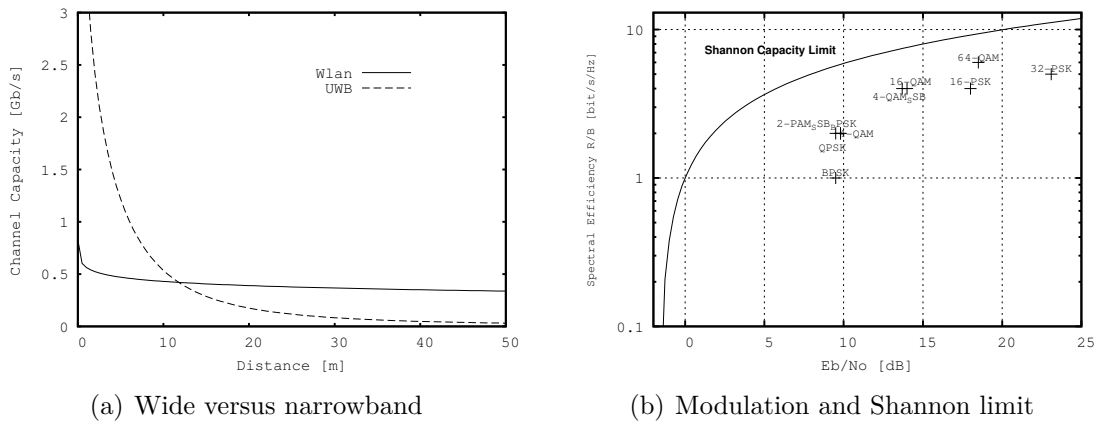 3
2.5
2
1.5
1
0.5
0
0 10 20 30 40 50
Channel Capacity [Gb/s]
Distance [m]
Wlan
UWB
(a) Wide versus narrowband
10
1
0.1
0 5 10 15 20 25
Spectral Efficiency R/B [bit/s/Hz]
Eb/No [dB]
Shannon Capacity Limit
64-QAM
32-PSK
16-QAM
16-PSK
4-QAMSSB
2-PAMSSBBPSK
-QAM
QPSK
BPSK
(b) Modulation and Shannon limit